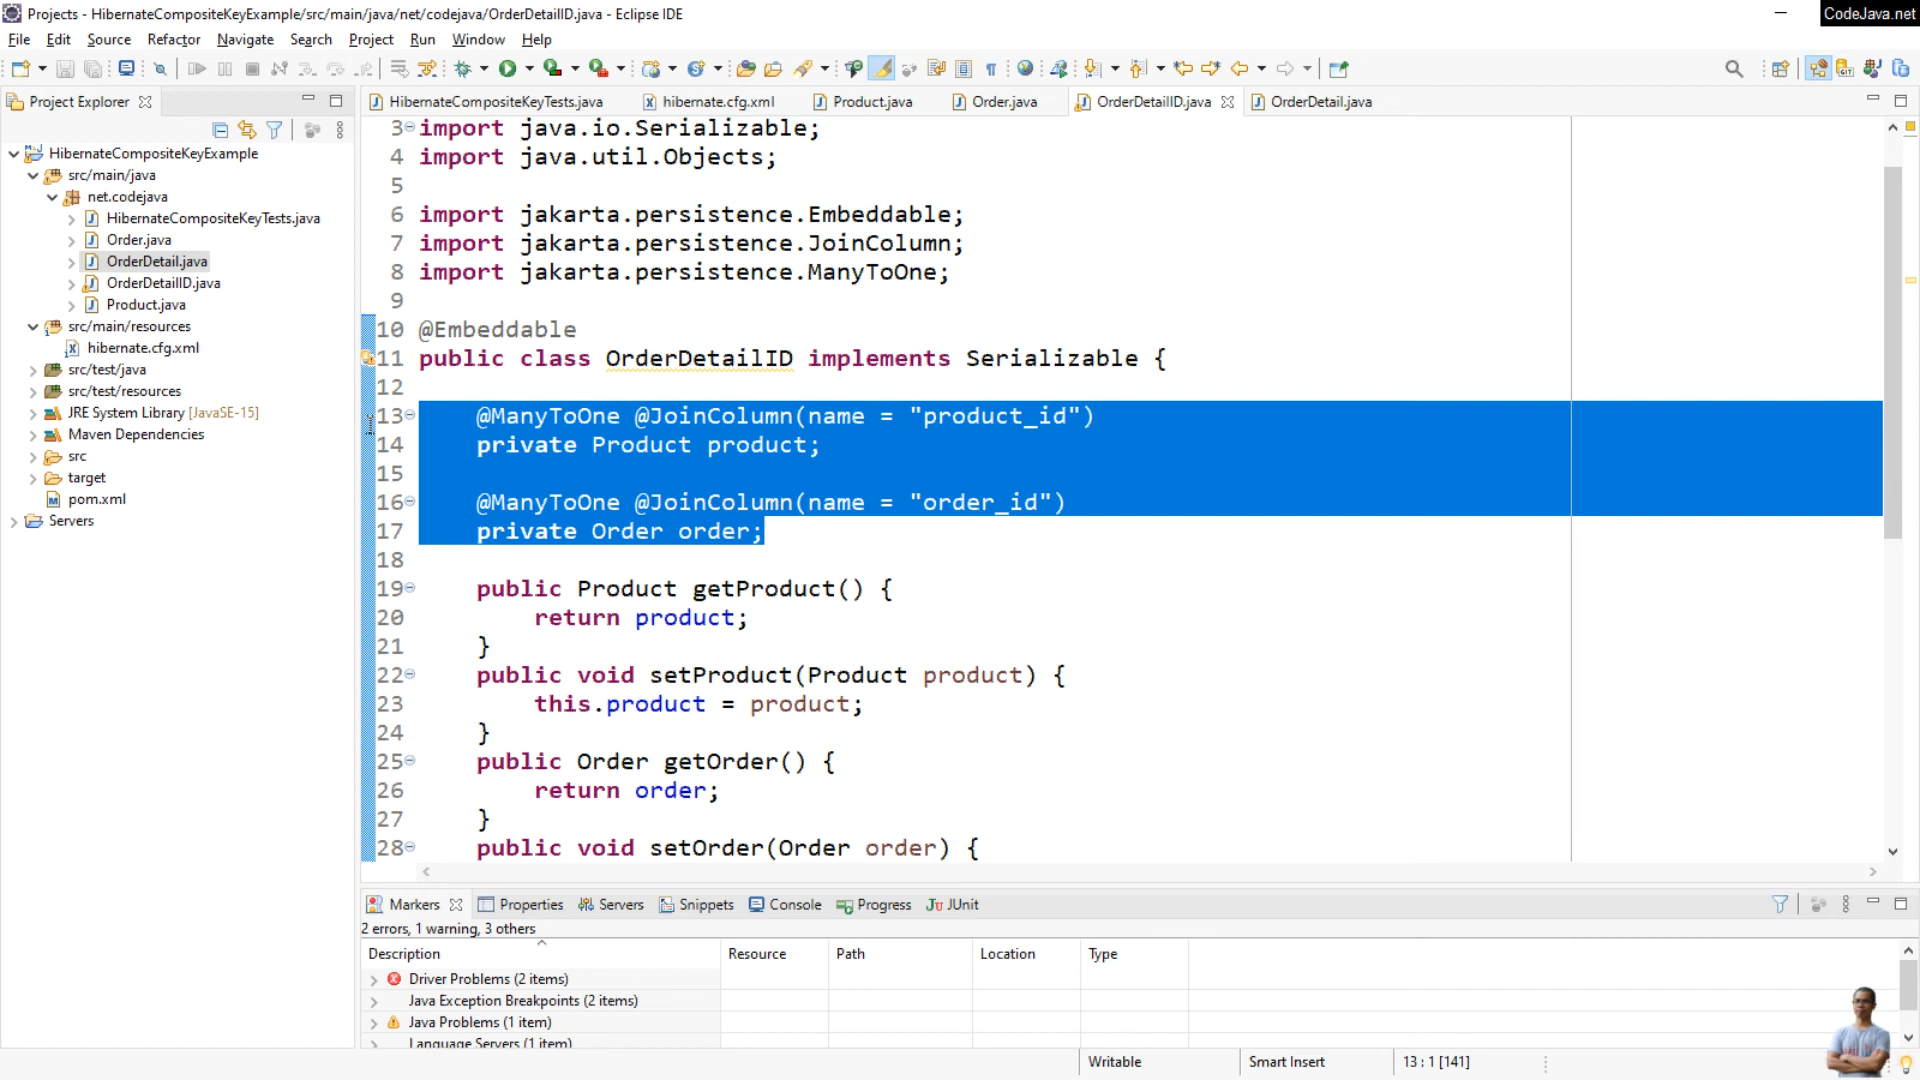 Projects - HibernateCompositeKeyExample/src/main/java/net/codejava/OrderDetailID.java - Eclipse IDE
CodeJava.net
File Edit Source Refactor Navigate Search Project Run Window Help
Project Explorer
HibernateCompositeKeyTests.java hibernate.cfg.xml Product.java Order.java OrderDetailID.java OrderDetail.java
HibernateCompositeKeyExample
src/main/java
net.codejava
HibernateCompositeKeyTests.java
Order.java
OrderDetail.java
OrderDetailID.java
Product.java
src/main/resources
hibernate.cfg.xml
src/test/java
src/test/resources
JRE System Library [JavaSE-15]
Maven Dependencies
src
target
pom.xml
Servers
3 import java.io.Serializable;
4 import java.util.Objects;
5
6 import jakarta.persistence.Embeddable;
7 import jakarta.persistence.JoinColumn;
8 import jakarta.persistence.ManyToOne;
9
10 @Embeddable
11 public class OrderDetailID implements Serializable {
12
13 @ManyToOne @JoinColumn(name = "product_id")
14 private Product product;
15
16 @ManyToOne @JoinColumn(name = "order_id")
17 private Order order;
18
19 public Product getProduct() {
20 return product;
21 }
22 public void setProduct(Product product) {
23 this.product = product;
24 }
25 public Order getOrder() {
26 return order;
27 }
28 public void setOrder(Order order) {
Markers Properties Servers Snippets Console Progress JUnit
2 errors, 1 warning, 3 others
Description Resource Path Location Type
Driver Problems (2 items)
Java Exception Breakpoints (2 items)
Java Problems (1 item)
Language Servers (1 item)
Writable Smart Insert 13 : 1 [141]